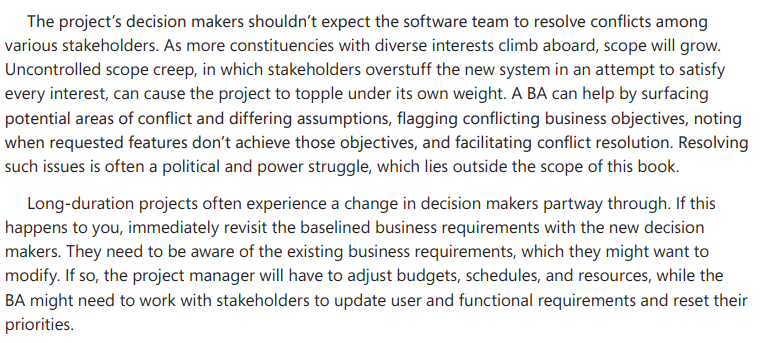 The project's decision makers shouldn't expect the software team to resolve conflicts among
various stakeholders. As more constituencies with diverse interests climb aboard, scope will grow.
Uncontrolled scope creep, in which stakeholders overstuff the new system in an attempt to satisfy
every interest, can cause the project to topple under its own weight. A BA can help by surfacing
potential areas of conflict and differing assumptions, flagging conflicting business objectives, noting
when requested features don't achieve those objectives, and facilitating conflict resolution. Resolving
such issues is often a political and power struggle, which lies outside the scope of this book.
Long-duration projects often experience a change in decision makers partway through. If this
happens to you, immediately revisit the baselined business requirements with the new decision
makers. They need to be aware of the existing business requirements, which they might want to
modify. If so, the project manager will have to adjust budgets, schedules, and resources, while the
BA might need to work with stakeholders to update user and functional requirements and reset their
priorities.